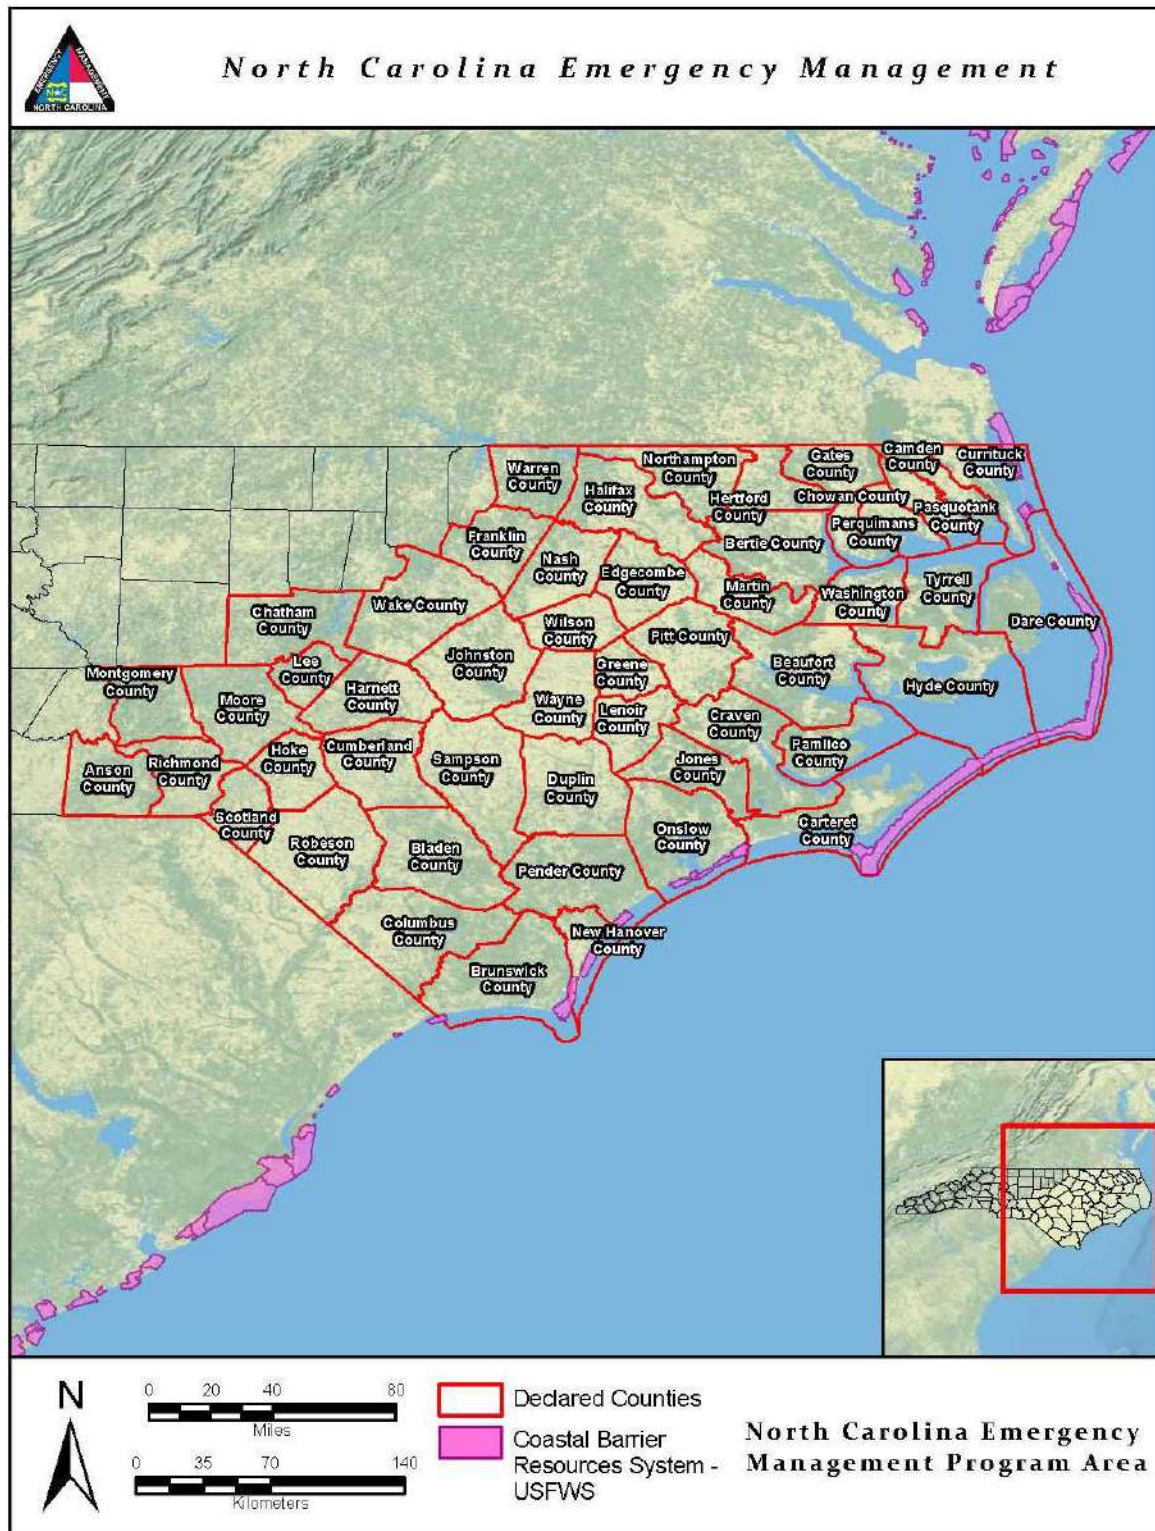 North Carolina Emergency Management
EMERGENCY
MANAGEMENT
NORTH CAROLINA
Warren
County
Northampton
County
Gates
County
Camden
County
Currituck
County
Halifax
County
Hertford
County
Chowan County
Pasquotank
County
Franklin
County
Nash
County
Bertie County
Perquimans
County
Edgecombe
County
Martin
County
Washington
County
Tyrrell
County
Chatham
County
Wake County
Wilson
County
Pitt County
Dare County
Montgomery
County
Lee
County
Johnston
County
Greene
County
Beaufort
County
Hyde County
Moore
County
Harnett
County
Wayne
County
Lenoir
County
Craven
County
Pamlico
County
Anson
County
Richmond
County
Hoke
County
Cumberland
County
Sampson
County
Duplin
County
Jones
County
Scotland
County
Robeson
County
Bladen
County
Onslow
County
Carteret
County
Pender County
Columbus
County
New Hanover
County
Brunswick
County
N
0 20 40 80
Miles
0 35 70 140
Kilometers
Declared Counties
Coastal Barrier
Resources System -
USFWS
North Carolina Emergency
Management Program Area